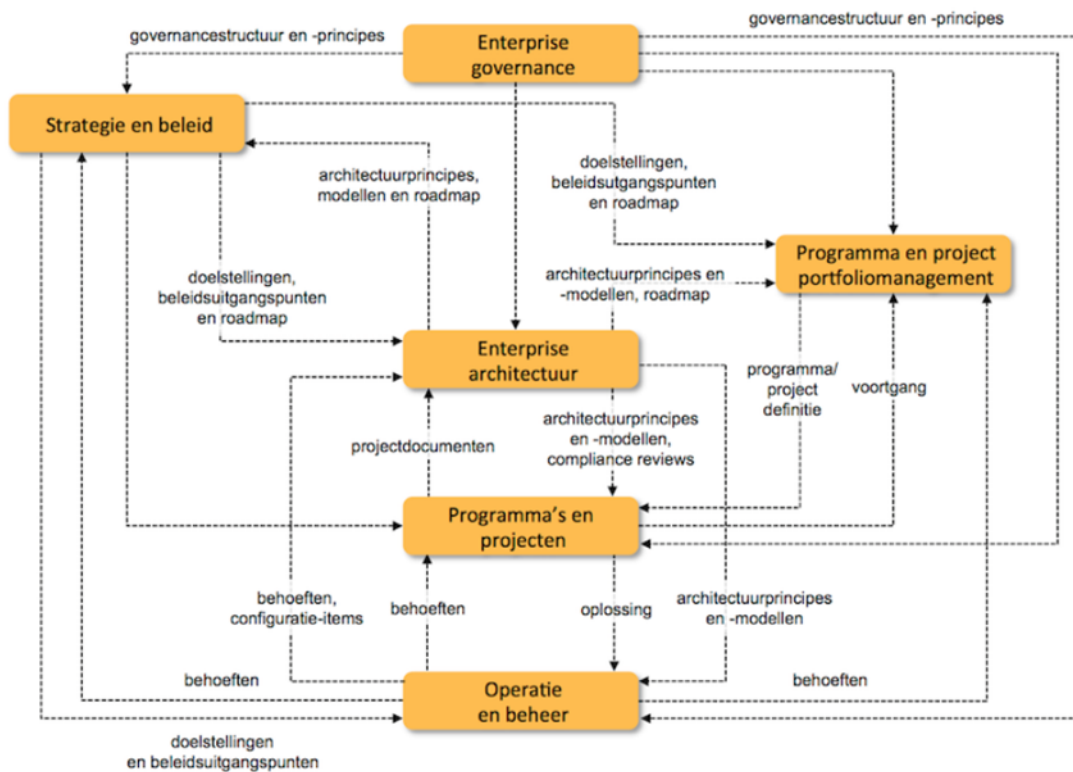 governancestructuur en -principes
governancestructuur en -principes
Enterprise
governance
Strategie en beleid
architectuurprincipes,
modellen en roadmap
doelstellingen,
beleidsutgangspunten
en roadmap
Programma en project
portfoliomanagement
doelstellingen,
beleidsuitgangspunten
en roadmap
architectuurprincipes en
-modellen, roadmap
Enterprise
architectuur
programma/
project
definitie
voortgang
projectdocumenten
architectuurprincipes
en -modellen,
compliance reviews
Programma's en
projecten
behoeften,
configuratie-items
behoeften
oplossing
architectuurprincipes
en -modellen
behoeften
Operatie
en beheer
behoeften
doelstellingen
en beleidsuitgangspunten